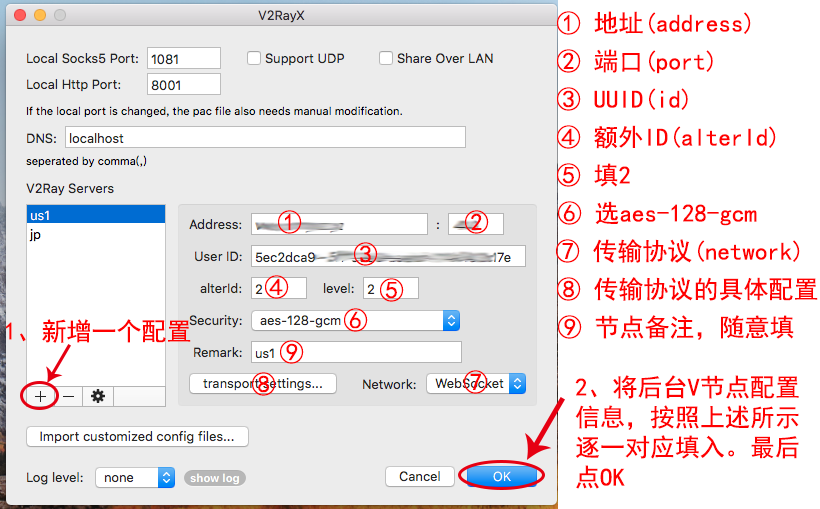 V2RayX
Local Socks5 Port: 1081 Support UDP Share Over LAN
Local Http Port: 8001
If the local port is changed, the pac file also needs manual modification.
DNS: localhost
seperated by comma(,)
V2Ray Servers
us1
jp
Address: ① : ②
User ID: 5ec2dca9- ③ 17e
alterId: 2 ④ level: 2 ⑤
Security: aes-128-gcm ⑥
Remark: us1 ⑨
transport settings... ⑧ Network: WebSocket ⑦
1、新增一个配置
+ −
Import customized config files...
Log level: none show log
Cancel OK
① 地址(address)
② 端口(port)
③ UUID(id)
④ 额外ID(alterId)
⑤ 填2
⑥ 选aes-128-gcm
⑦ 传输协议(network)
⑧ 传输协议的具体配置
⑨ 节点备注，随意填
2、将后台V节点配置
信息，按照上述所示
逐一对应填入。最后
点OK